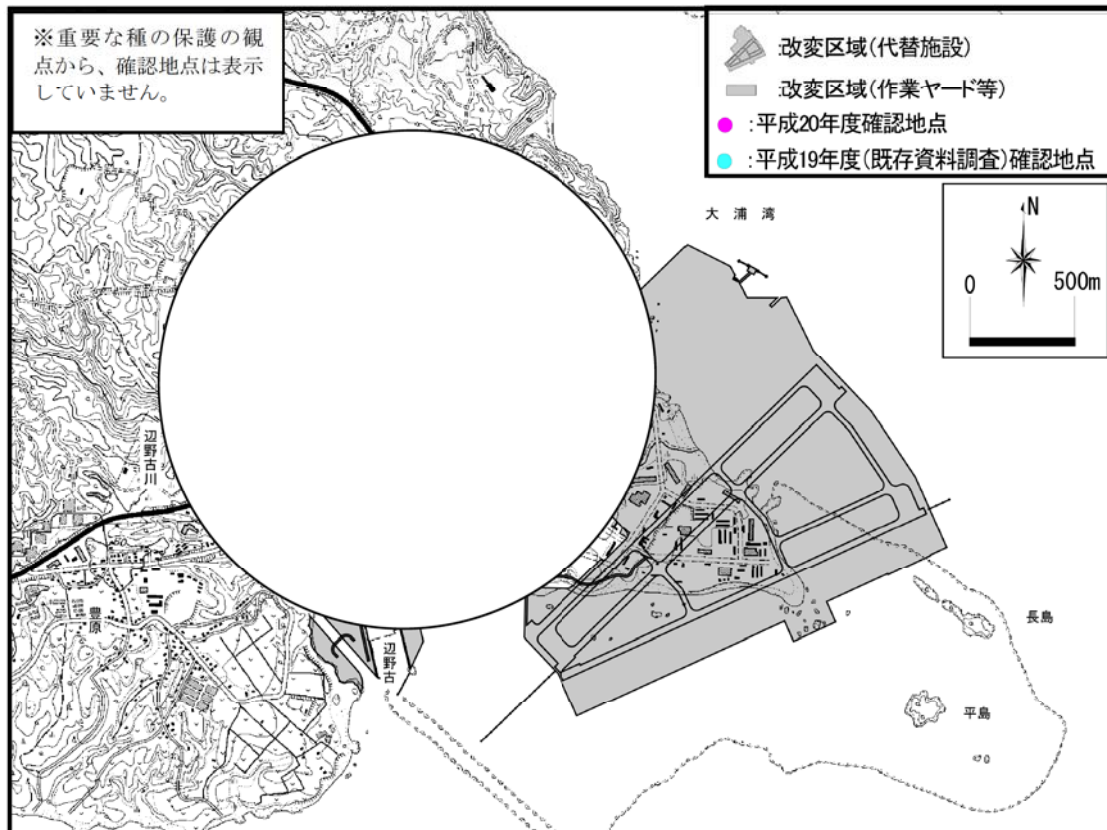 ※重要な種の保護の観
点から、確認地点は表示
していません。
:改変区域(代替施設)
:改変区域(作業ヤード等)
:平成20年度確認地点
:平成19年度(既存資料調査)確認地点
大浦湾
N
0 500m
辺野古川
豊原
辺野古
長島
平島